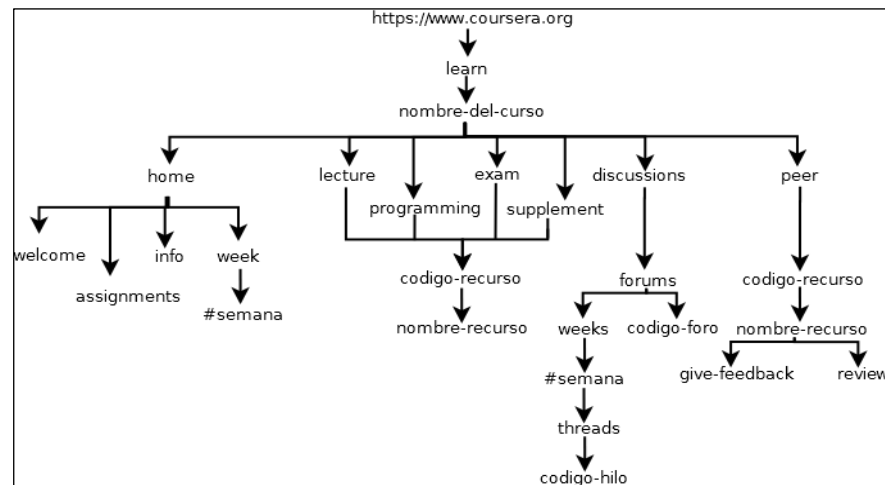 https://www.coursera.org
learn
nombre-del-curso
home lecture exam discussions peer
programming supplement
welcome info week
assignments
#semana
codigo-recurso
nombre-recurso
forums
weeks codigo-foro
#semana
threads
codigo-hilo
codigo-recurso
nombre-recurso
give-feedback review